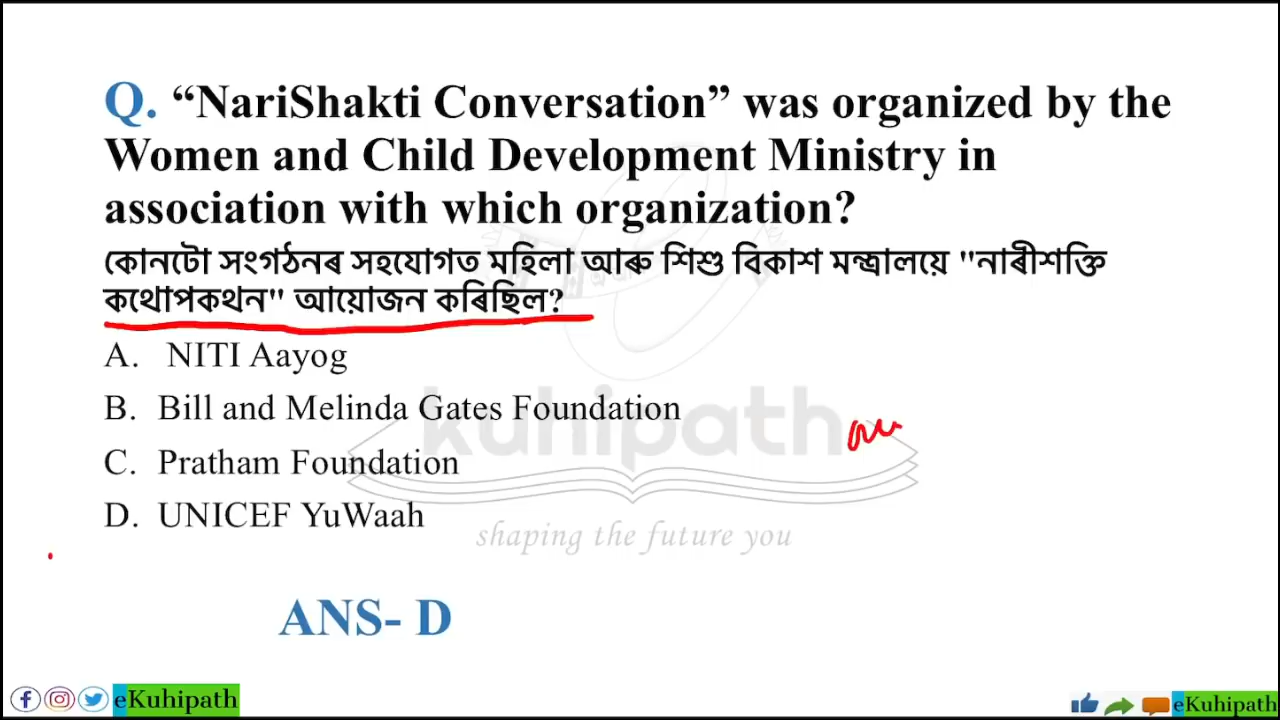 Q. “NariShakti Conversation” was organized by the
Women and Child Development Ministry in
association with which organization?
কোনটো সংগঠনৰ সহযোগত মহিলা আৰু শিশু বিকাশ মন্ত্ৰালয়ে "নাৰীশক্তি
কথোপকথন" আয়োজন কৰিছিল?
A. NITI Aayog
B. Bill and Melinda Gates Foundation
C. Pratham Foundation
D. UNICEF YuWaah
kuhipath
shaping the future you
ANS- D
eKuhipath
eKuhipath